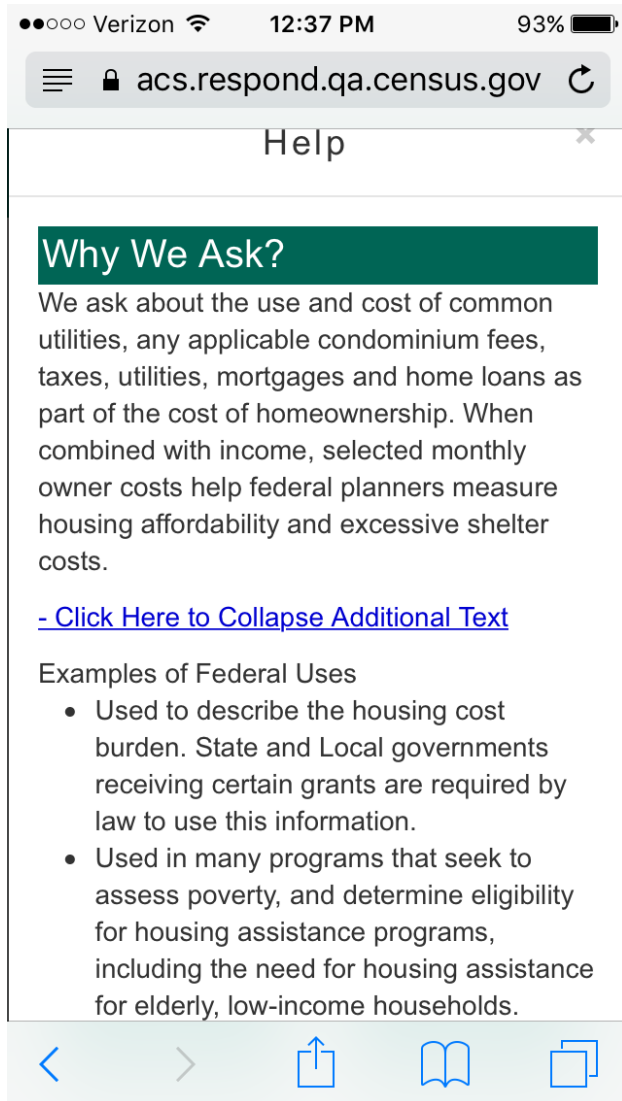 Verizon 12:37 PM 93%
acs.respond.qa.census.gov
Help ×
Why We Ask?
We ask about the use and cost of common
utilities, any applicable condominium fees,
taxes, utilities, mortgages and home loans as
part of the cost of homeownership. When
combined with income, selected monthly
owner costs help federal planners measure
housing affordability and excessive shelter
costs.
- Click Here to Collapse Additional Text
Examples of Federal Uses
• Used to describe the housing cost
burden. State and Local governments
receiving certain grants are required by
law to use this information.
• Used in many programs that seek to
assess poverty, and determine eligibility
for housing assistance programs,
including the need for housing assistance
for elderly, low-income households.